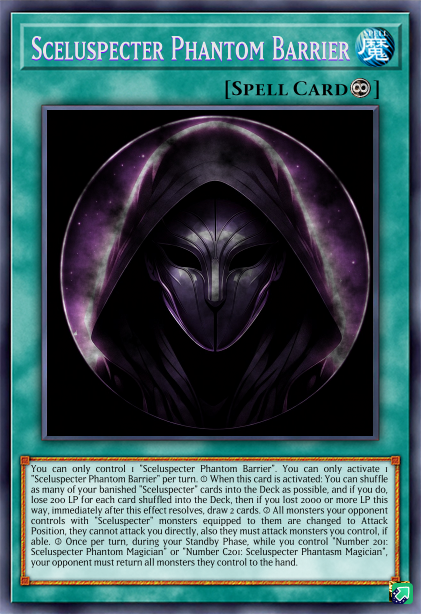 Sceluspecter Phantom Barrier
SPELL
魔
[Spell Card]
You can only control 1 "Sceluspecter Phantom Barrier". You can only activate 1
"Sceluspecter Phantom Barrier" per turn. ① When this card is activated: You can shuffle
as many of your banished "Sceluspecter" cards into the Deck as possible, and if you do,
lose 200 LP for each card shuffled into the Deck, then if you lost 2000 or more LP this
way, immediately after this effect resolves, draw 2 cards. ② All monsters your opponent
controls with "Sceluspecter" monsters equipped to them are changed to Attack
Position, they cannot attack you directly, also they must attack monsters you control, if
able. ③ Once per turn, during your Standby Phase, while you control "Number 201:
Sceluspecter Phantom Magician" or "Number C201: Sceluspecter Phantasm Magician",
your opponent must return all monsters they control to the hand.